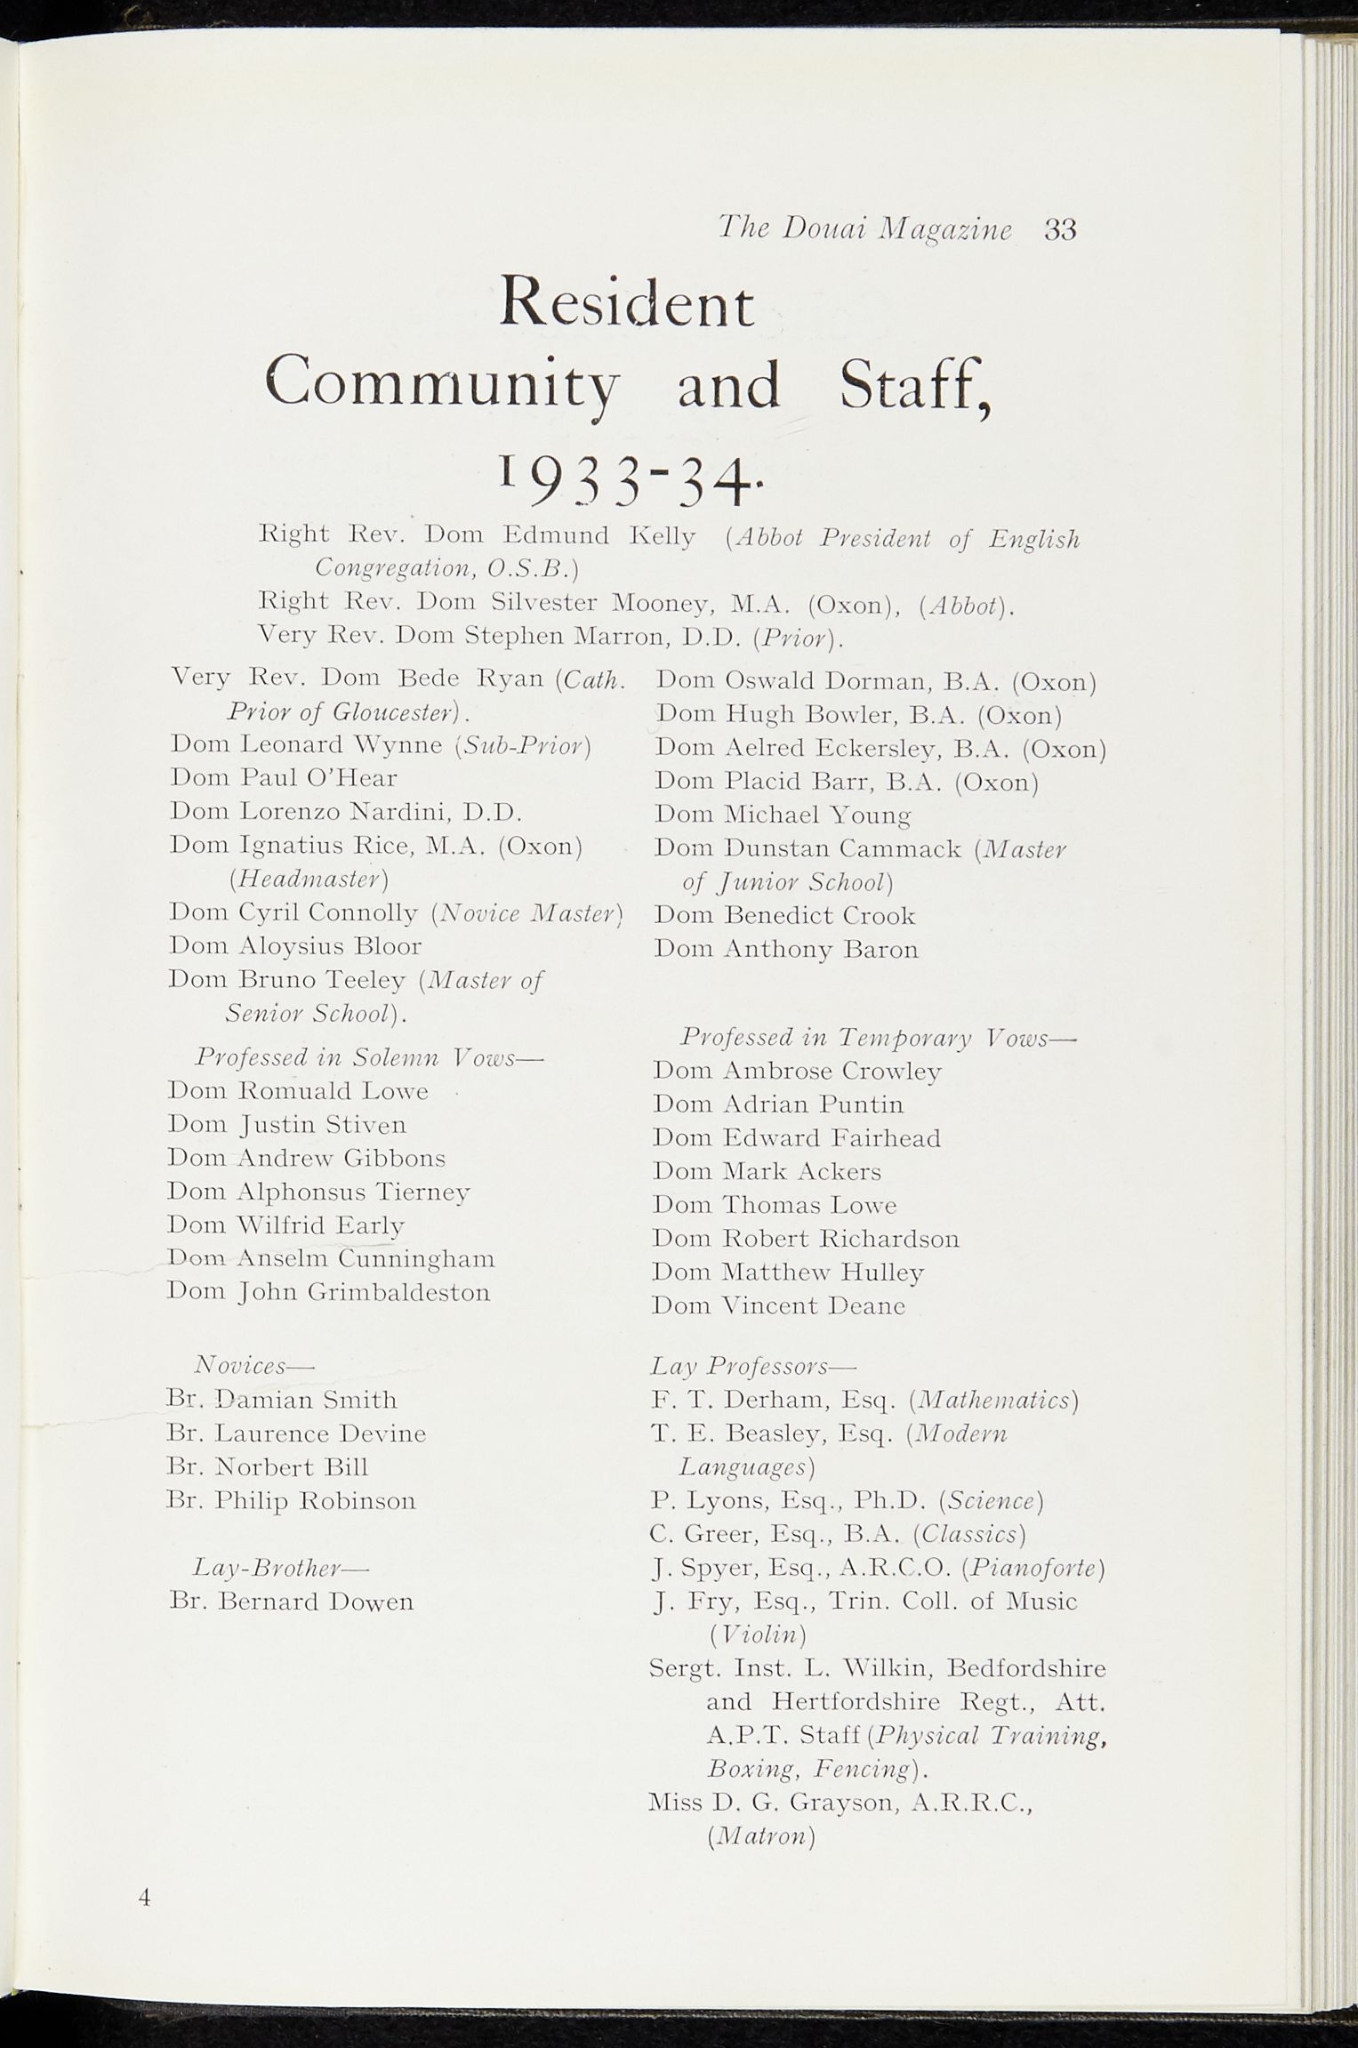 The Douai Magazine 33
Resident
Community and Staff,
1933-34.
Right Rev. Dom Edmund Kelly (Abbot President of English
Congregation, O.S.B.)
Right Rev. Dom Silvester Mooney, M.A. (Oxon), (Abbot).
Very Rev. Dom Stephen Marron, D.D. (Prior).
Very Rev. Dom Bede Ryan (Cath.
Prior of Gloucester).
Dom Leonard Wynne (Sub-Prior)
Dom Paul O'Hear
Dom Lorenzo Nardini, D.D.
Dom Ignatius Rice, M.A. (Oxon)
(Headmaster)
Dom Cyril Connolly (Novice Master)
Dom Aloysius Bloor
Dom Bruno Teeley (Master of
Senior School).
Professed in Solemn Vows—
Dom Romuald Lowe
Dom Justin Stiven
Dom Andrew Gibbons
Dom Alphonsus Tierney
Dom Wilfrid Early
Dom Anselm Cunningham
Dom John Grimbaldeston
Novices—
Br. Damian Smith
Br. Laurence Devine
Br. Norbert Bill
Br. Philip Robinson
Lay-Brother—
Br. Bernard Dowen
Dom Oswald Dorman, B.A. (Oxon)
Dom Hugh Bowler, B.A. (Oxon)
Dom Aelred Eckersley, B.A. (Oxon)
Dom Placid Barr, B.A. (Oxon)
Dom Michael Young
Dom Dunstan Cammack (Master
of Junior School)
Dom Benedict Crook
Dom Anthony Baron
Professed in Temporary Vows—
Dom Ambrose Crowley
Dom Adrian Puntin
Dom Edward Fairhead
Dom Mark Ackers
Dom Thomas Lowe
Dom Robert Richardson
Dom Matthew Hulley
Dom Vincent Deane
Lay Professors—
F. T. Derham, Esq. (Mathematics)
T. E. Beasley, Esq. (Modern
Languages)
P. Lyons, Esq., Ph.D. (Science)
C. Greer, Esq., B.A. (Classics)
J. Spyer, Esq., A.R.C.O. (Pianoforte)
J. Fry, Esq., Trin. Coll. of Music
(Violin)
Sergt. Inst. L. Wilkin, Bedfordshire
and Hertfordshire Regt., Att.
A.P.T. Staff (Physical Training,
Boxing, Fencing).
Miss D. G. Grayson, A.R.R.C.,
(Matron)
4